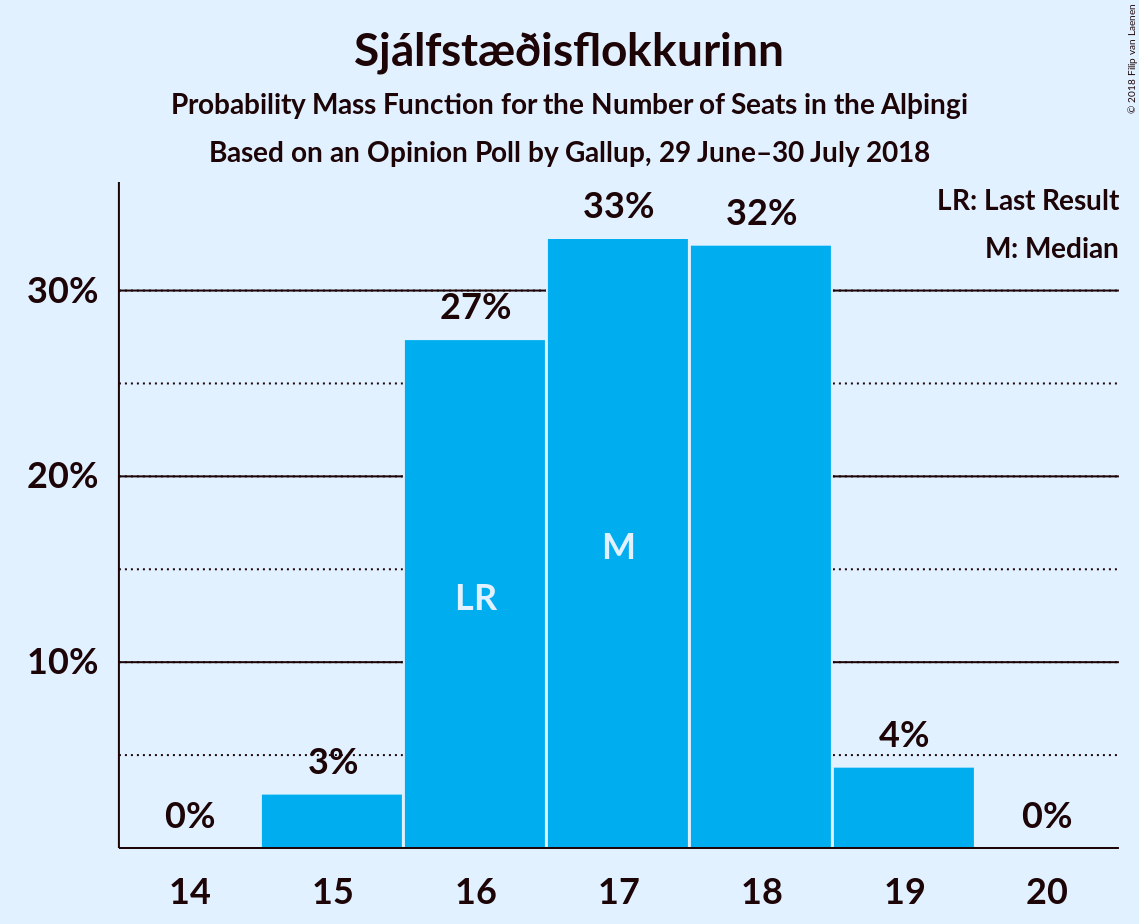 Sjálfstæðisflokkurinn
Probability Mass Function for the Number of Seats in the Alþingi
Based on an Opinion Poll by Gallup, 29 June–30 July 2018
© 2018 Filip van Laenen
LR: Last Result
M: Median
33%
32%
30%
27%
20%
M
LR
10%
4%
3%
0%
0%
14 15 16 17 18 19 20